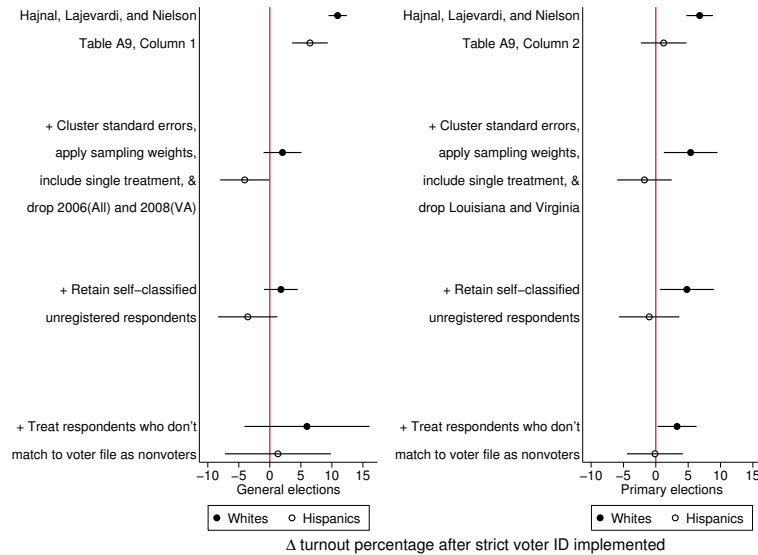 Hajnal, Lajevardi, and Nielson
Table A9, Column 1
+ Cluster standard errors,
apply sampling weights,
include single treatment, &
drop 2006(All) and 2008(VA)
+ Retain self−classified
unregistered respondents
+ Treat respondents who don't
match to voter file as nonvoters
−10 −5 0 5 10 15
General elections
Whites Hispanics
Hajnal, Lajevardi, and Nielson
Table A9, Column 2
+ Cluster standard errors,
apply sampling weights,
include single treatment, &
drop Louisiana and Virginia
+ Retain self−classified
unregistered respondents
+ Treat respondents who don't
match to voter file as nonvoters
−10 −5 0 5 10 15
Primary elections
Whites Hispanics
Δ turnout percentage after strict voter ID implemented